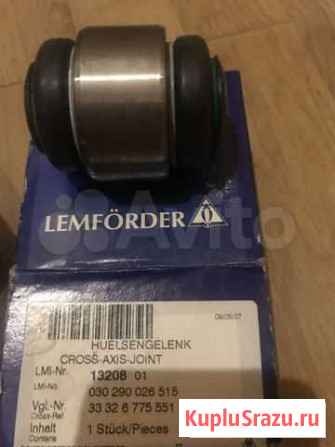 LEMFÖRDER
Avito
09/05/07
HUELSENGELENK
CROSS-AXIS-JOINT
LMI-Nr. 13208 01
LMI-No. 030 290 026 515
Vgl.-Nr. 33 32 6 775 551
Cross-Ref.
Inhalt 1 Stück/Pieces
Contents
KupluSrazu.ru